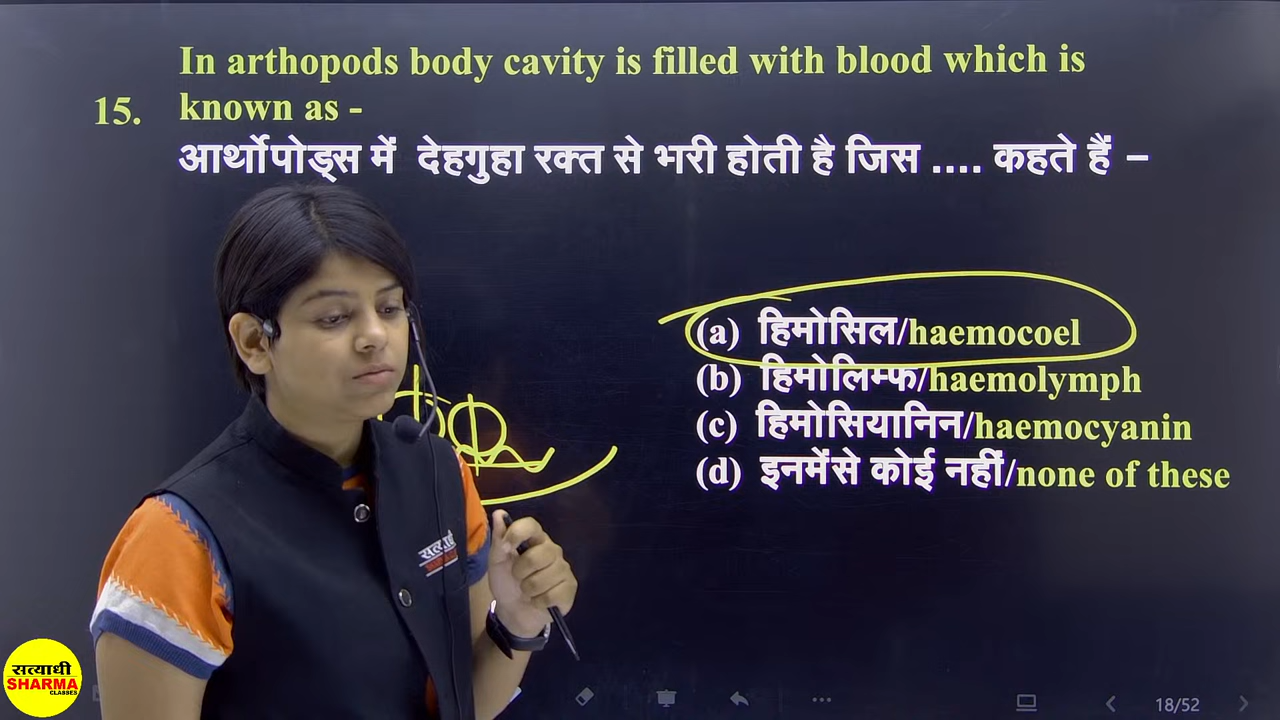 In arthopods body cavity is filled with blood which is
15. known as -
आर्थोपोड्स में देहगुहा रक्त से भरी होती है जिस .... कहते हैं –
(a) हिमोसिल/haemocoel
(b) हिमोलिम्फ/haemolymph
(c) हिमोसियानिन/haemocyanin
(d) इनमेंसे कोई नहीं/none of these
सत्याधी
SHARMA
CLASSES
18/52